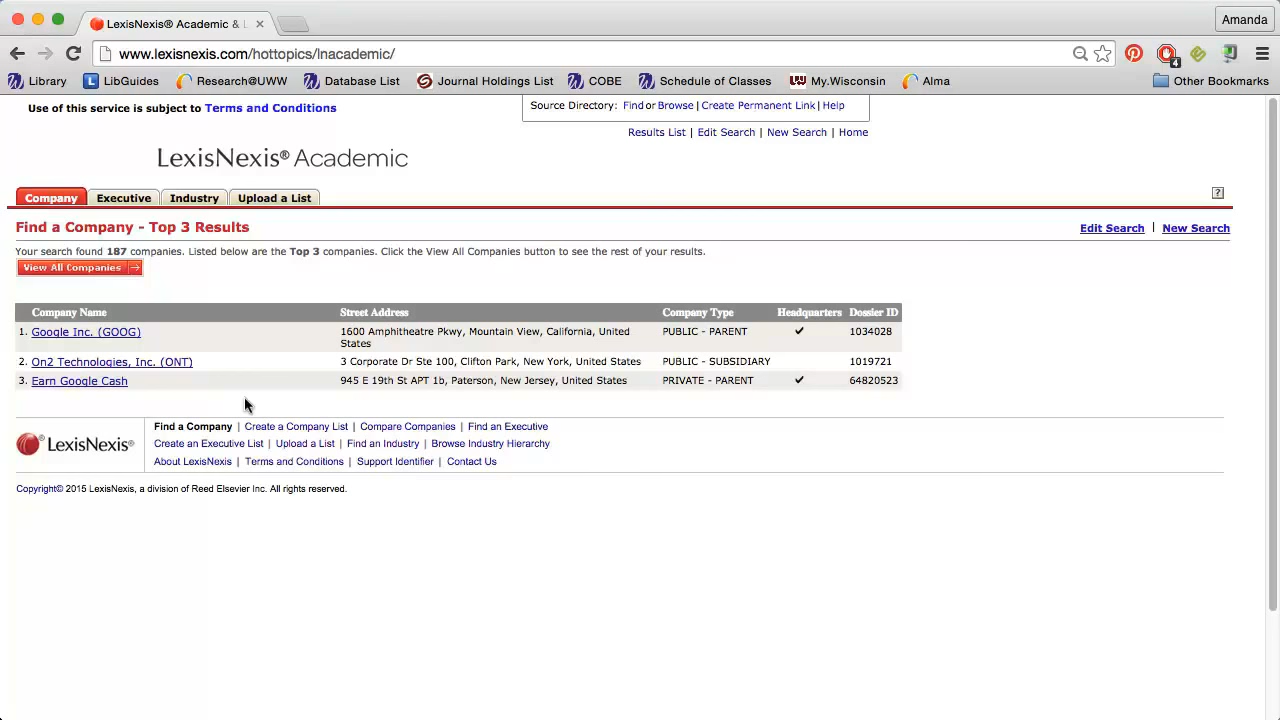 LexisNexis® Academic & L
Amanda
www.lexisnexis.com/hottopics/lnacademic/
4
Library LibGuides Research@UWW Database List Journal Holdings List COBE Schedule of Classes My.Wisconsin Alma Other Bookmarks
Use of this service is subject to Terms and Conditions
Source Directory: Find or Browse | Create Permanent Link | Help
Results List | Edit Search | New Search | Home
LexisNexis® Academic
Company Executive Industry Upload a List
?
Find a Company - Top 3 Results
Edit Search | New Search
Your search found 187 companies. Listed below are the Top 3 companies. Click the View All Companies button to see the rest of your results.
View All Companies
Company Name Street Address Company Type Headquarters Dossier ID
1. Google Inc. (GOOG) 1600 Amphitheatre Pkwy, Mountain View, California, United PUBLIC - PARENT ✔ 1034028
States
2. On2 Technologies, Inc. (ONT) 3 Corporate Dr Ste 100, Clifton Park, New York, United States PUBLIC - SUBSIDIARY 1019721
3. Earn Google Cash 945 E 19th St APT 1b, Paterson, New Jersey, United States PRIVATE - PARENT ✔ 64820523
LexisNexis®
Find a Company | Create a Company List | Compare Companies | Find an Executive
Create an Executive List | Upload a List | Find an Industry | Browse Industry Hierarchy
About LexisNexis | Terms and Conditions | Support Identifier | Contact Us
Copyright© 2015 LexisNexis, a division of Reed Elsevier Inc. All rights reserved.